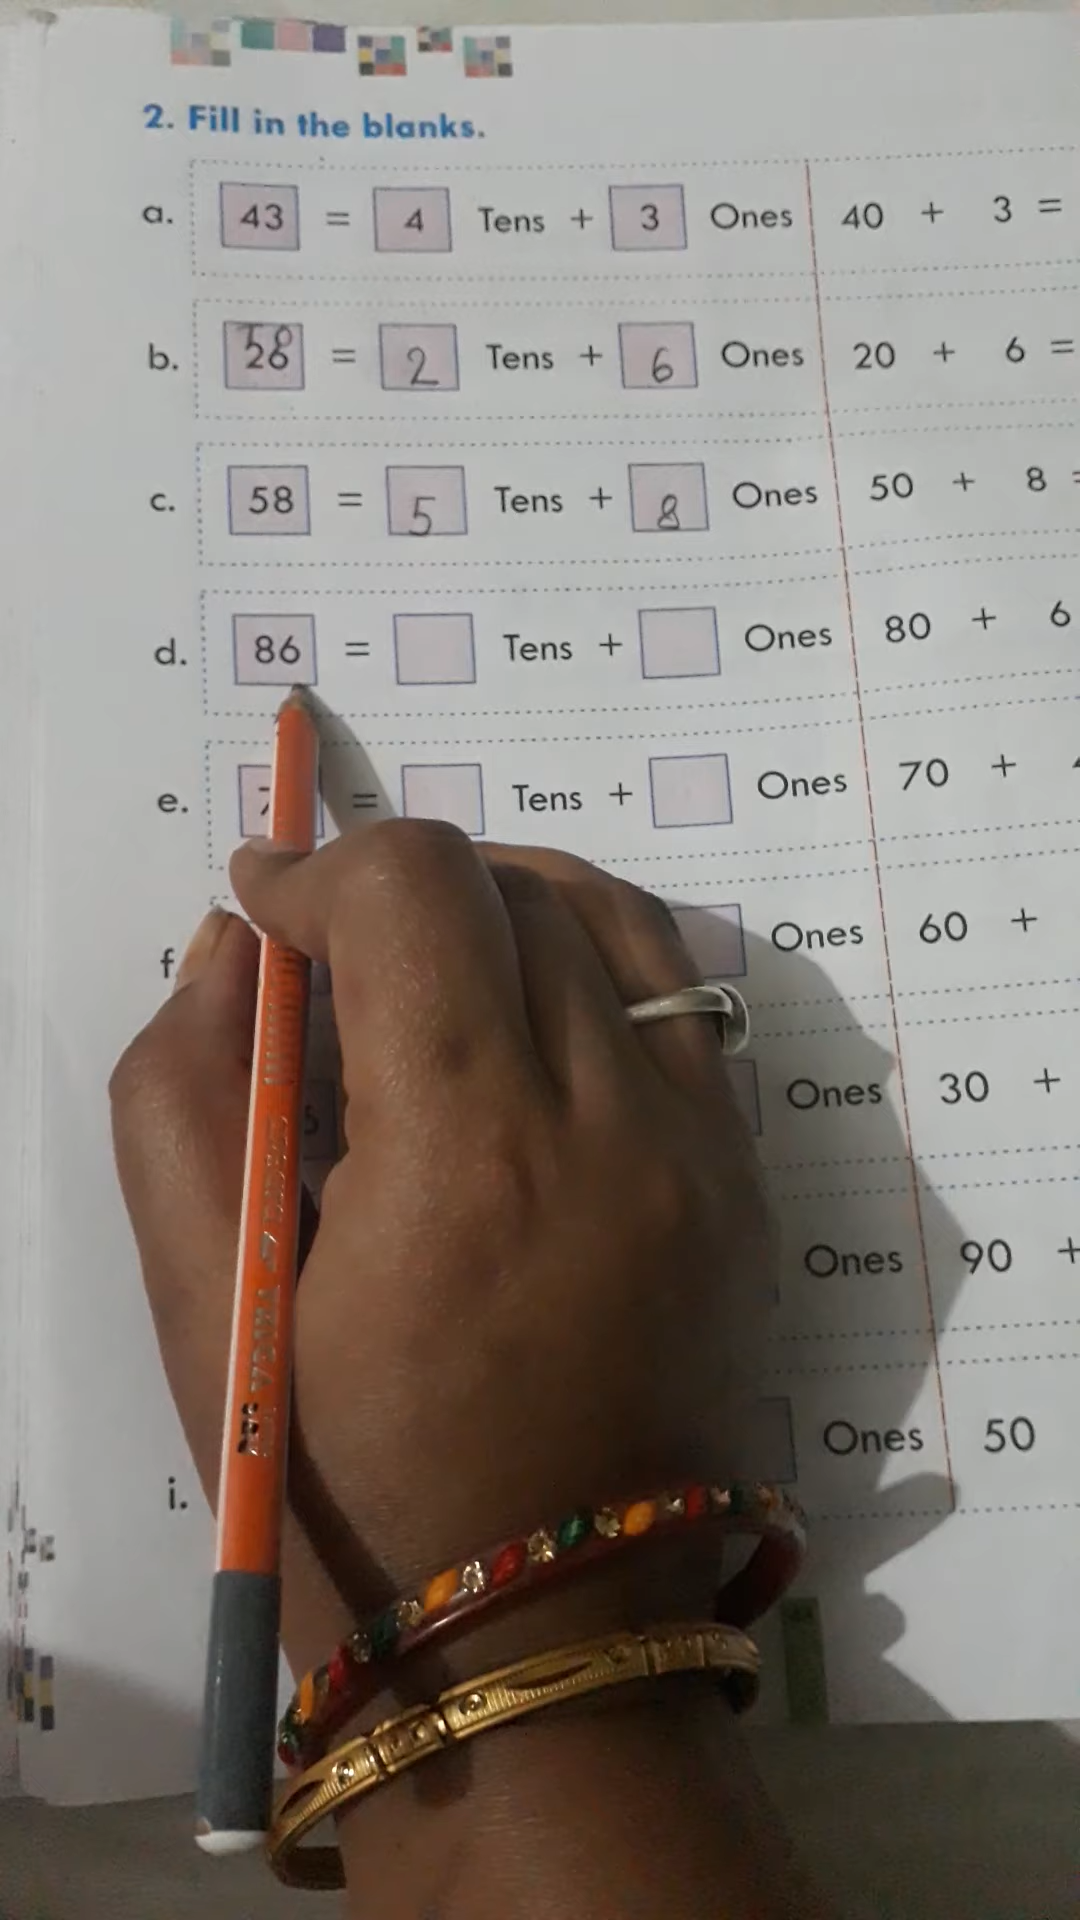 2. Fill in the blanks.
a. 43 = 4 Tens + 3 Ones 40 + 3 =
b. = 2 Tens + 6 Ones 20 + 6 =
c. 58 = 5 Tens + 8 Ones 50 + 8 =
d. 86 = Tens + Ones 80 + 6
e. 7 = Tens + Ones 70 +
f. Ones 60 +
5 Ones 30 +
Ones 90 +
i. Ones 50